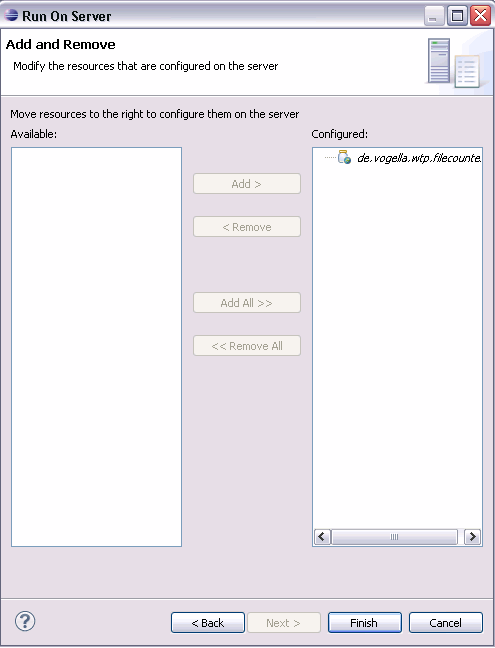 Run On Server
Add and Remove
Modify the resources that are configured on the server
Move resources to the right to configure them on the server
Available:
Configured:
de.vogella.wtp.filecounte
Add >
< Remove
Add All >>
<< Remove All
?
< Back
Next >
Finish
Cancel